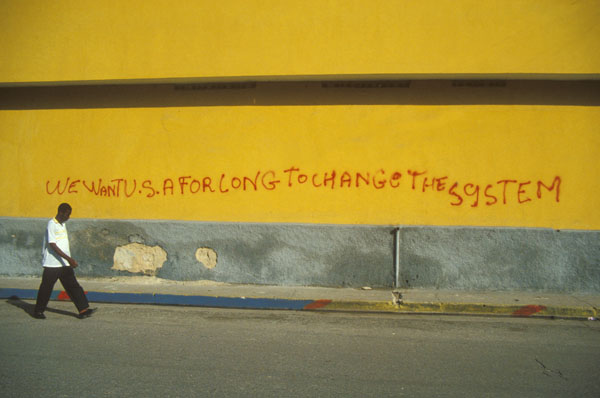 WE WANT U.S.A FOR LONG TO CHANGE THE SYSTEM